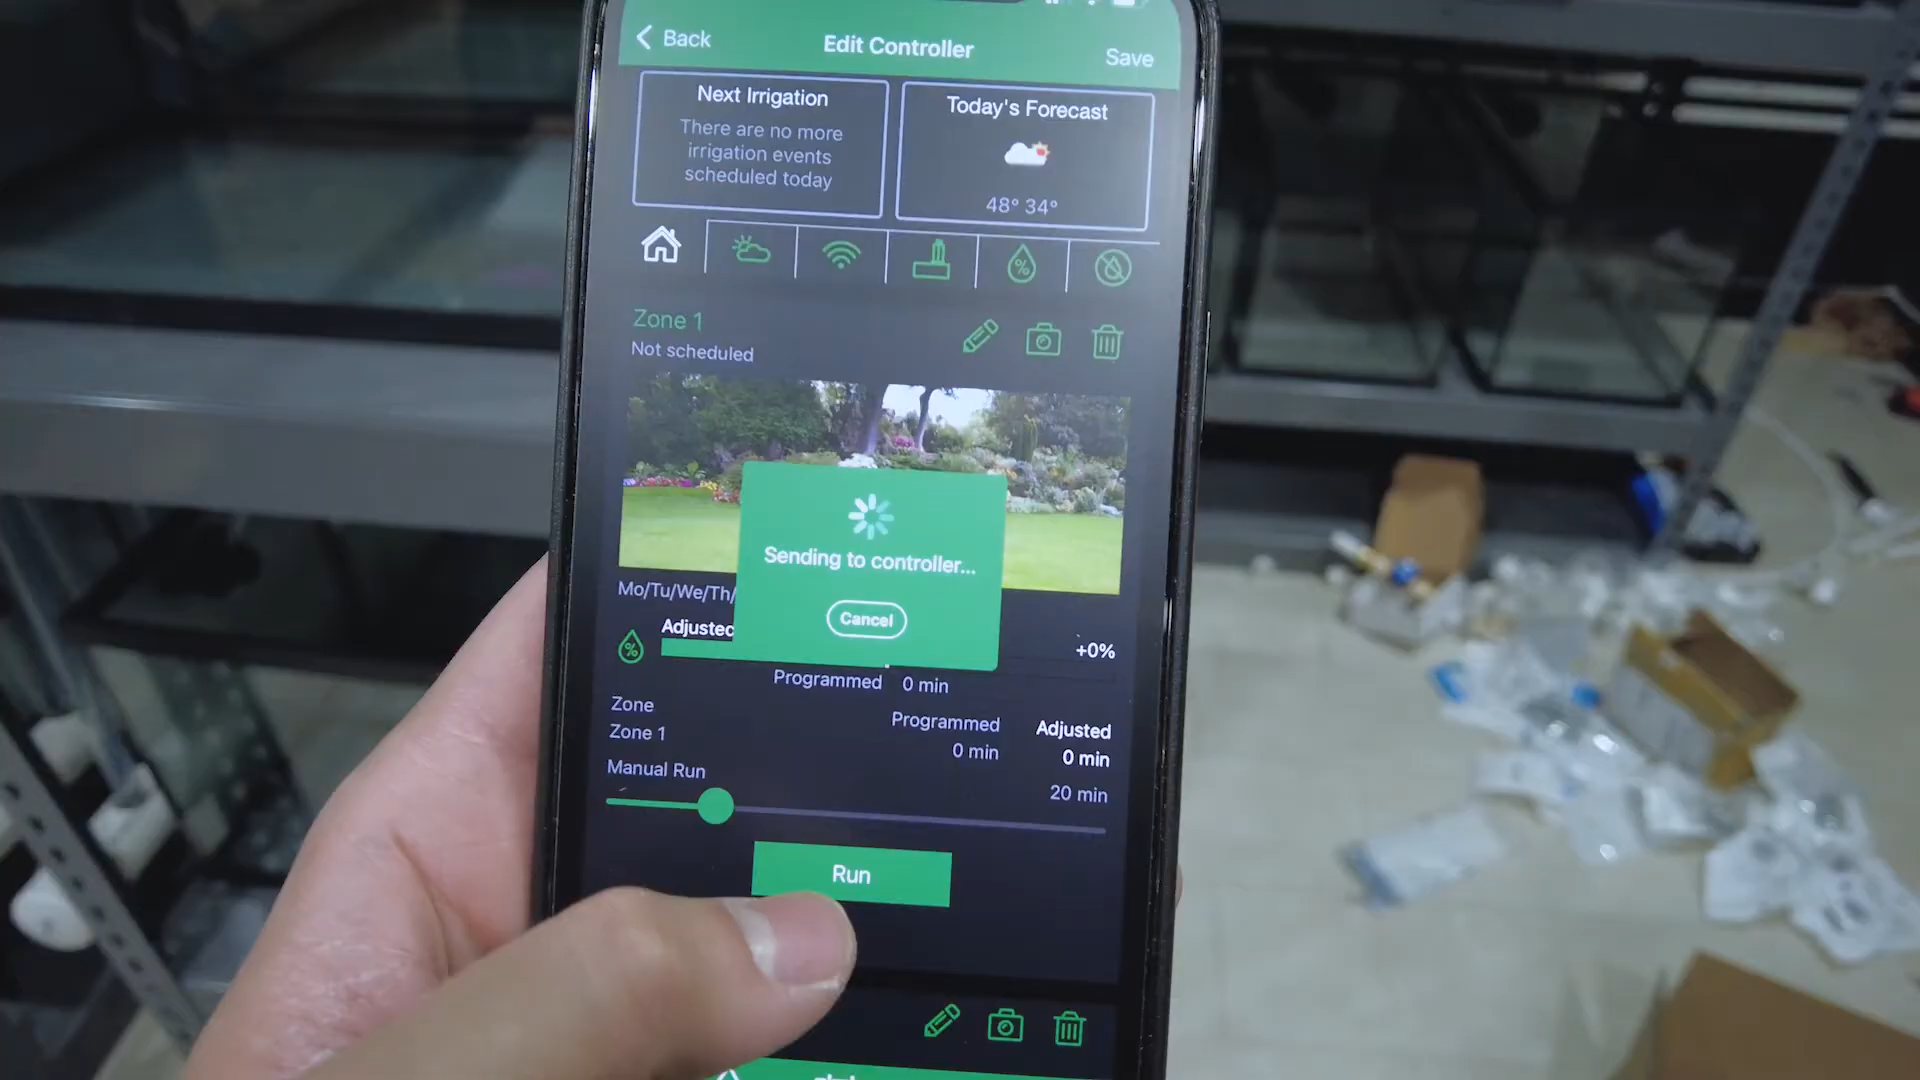 Back
Edit Controller
Save
Next Irrigation
There are no more
irrigation events
scheduled today
Today's Forecast
48° 34°
Zone 1
Not scheduled
Sending to controller...
Cancel
Mo/Tu/We/Th/
Adjusted
+0%
Programmed 0 min
Zone
Programmed
Adjusted
Zone 1
0 min
0 min
Manual Run
20 min
Run